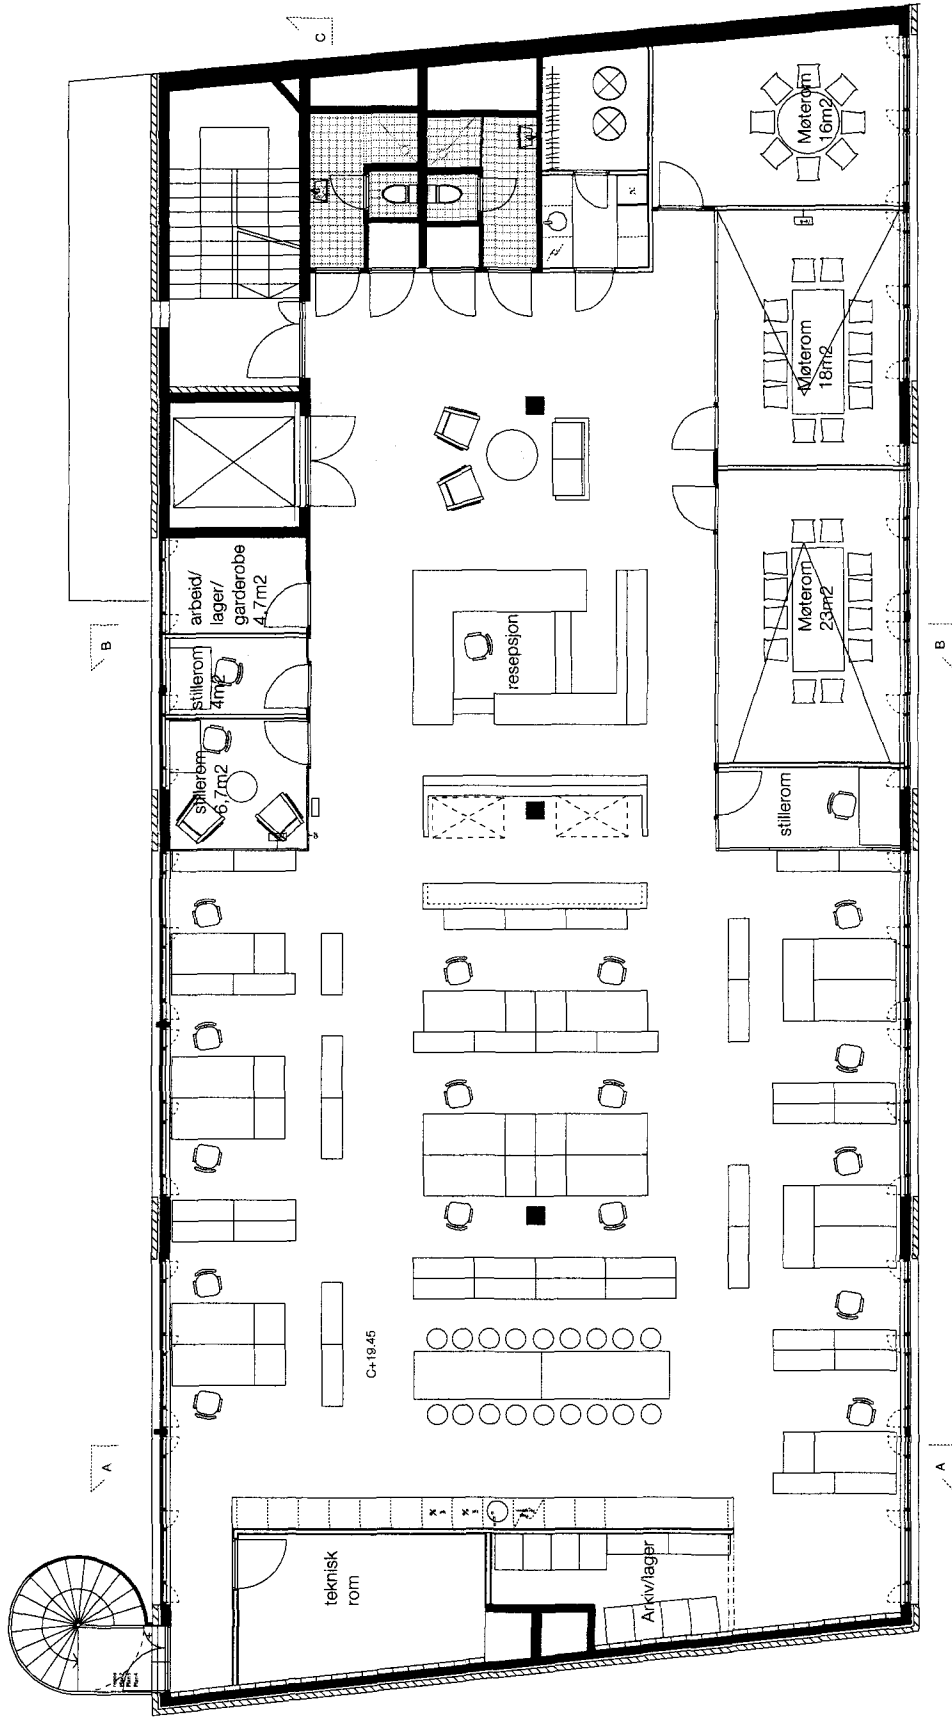 C
Møterom
16m2
Møterom
18m2
Møterom
23m2
arbeid/
lager/
garderobe
4,7m2
stillerom
4m2
stillerom
6,7m2
resepsjon
stillerom
B
B
C+19.45
A
A
teknisk
rom
Arkiv/lager